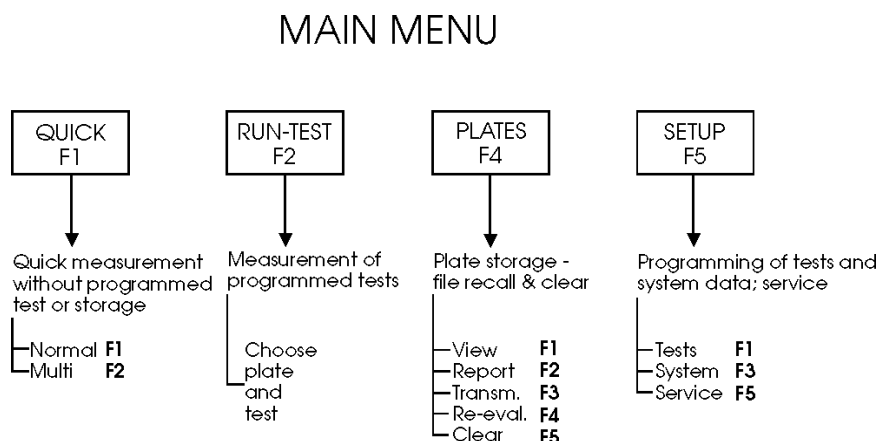 MAIN MENU
QUICK
F1
RUN-TEST
F2
PLATES
F4
SETUP
F5
Quick measurement
without programmed
test or storage
Normal F1
Multi F2
Measurement of
programmed tests
Choose
plate
and
test
Plate storage -
file recall & clear
View F1
Report F2
Transm. F3
Re-eval. F4
Clear F5
Programming of tests and
system data; service
Tests F1
System F3
Service F5